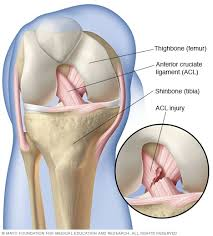 Thighbone (femur)
Anterior cruciate
ligament (ACL)
Shinbone (tibia)
ACL injury
© MAYO FOUNDATION FOR MEDICAL EDUCATION AND RESEARCH. ALL RIGHTS RESERVED.